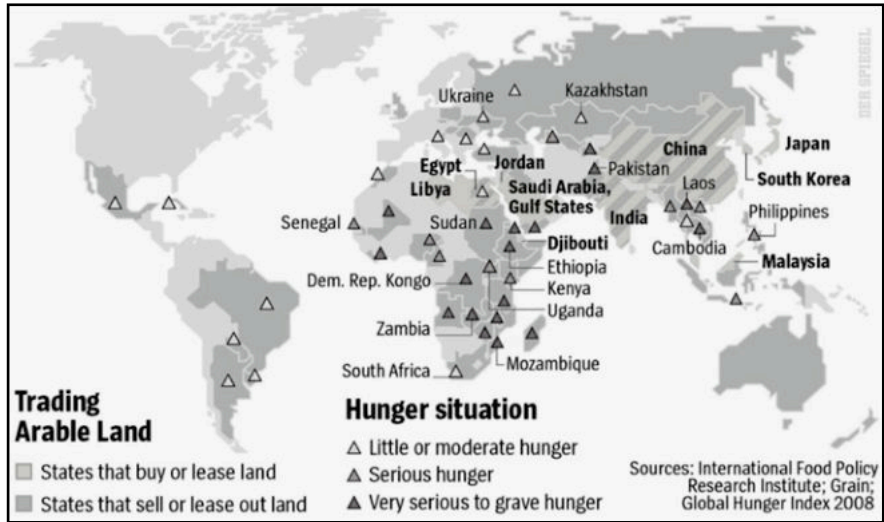 DER SPIEGEL
Ukraine
Kazakhstan
China
Japan
Egypt
Jordan
Pakistan
South Korea
Libya
Saudi Arabia,
Gulf States
Laos
Senegal
Sudan
India
Philippines
Djibouti
Cambodia
Malaysia
Ethiopia
Dem. Rep. Kongo
Kenya
Uganda
Zambia
Mozambique
South Africa
Trading
Arable Land
States that buy or lease land
States that sell or lease out land
Hunger situation
Little or moderate hunger
Serious hunger
Very serious to grave hunger
Sources: International Food Policy
Research Institute; Grain;
Global Hunger Index 2008